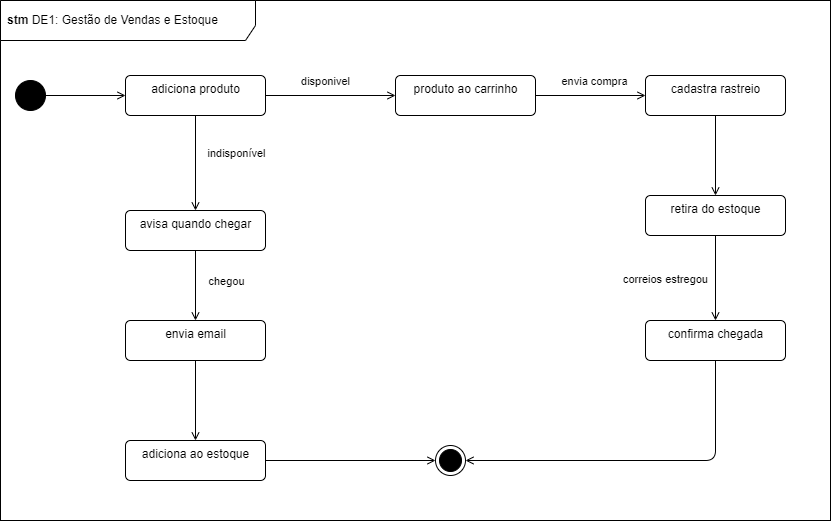 stm DE1: Gestão de Vendas e Estoque
adiciona produto
disponivel
produto ao carrinho
envia compra
cadastra rastreio
indisponível
retira do estoque
avisa quando chegar
chegou
correios estregou
envia email
confirma chegada
adiciona ao estoque